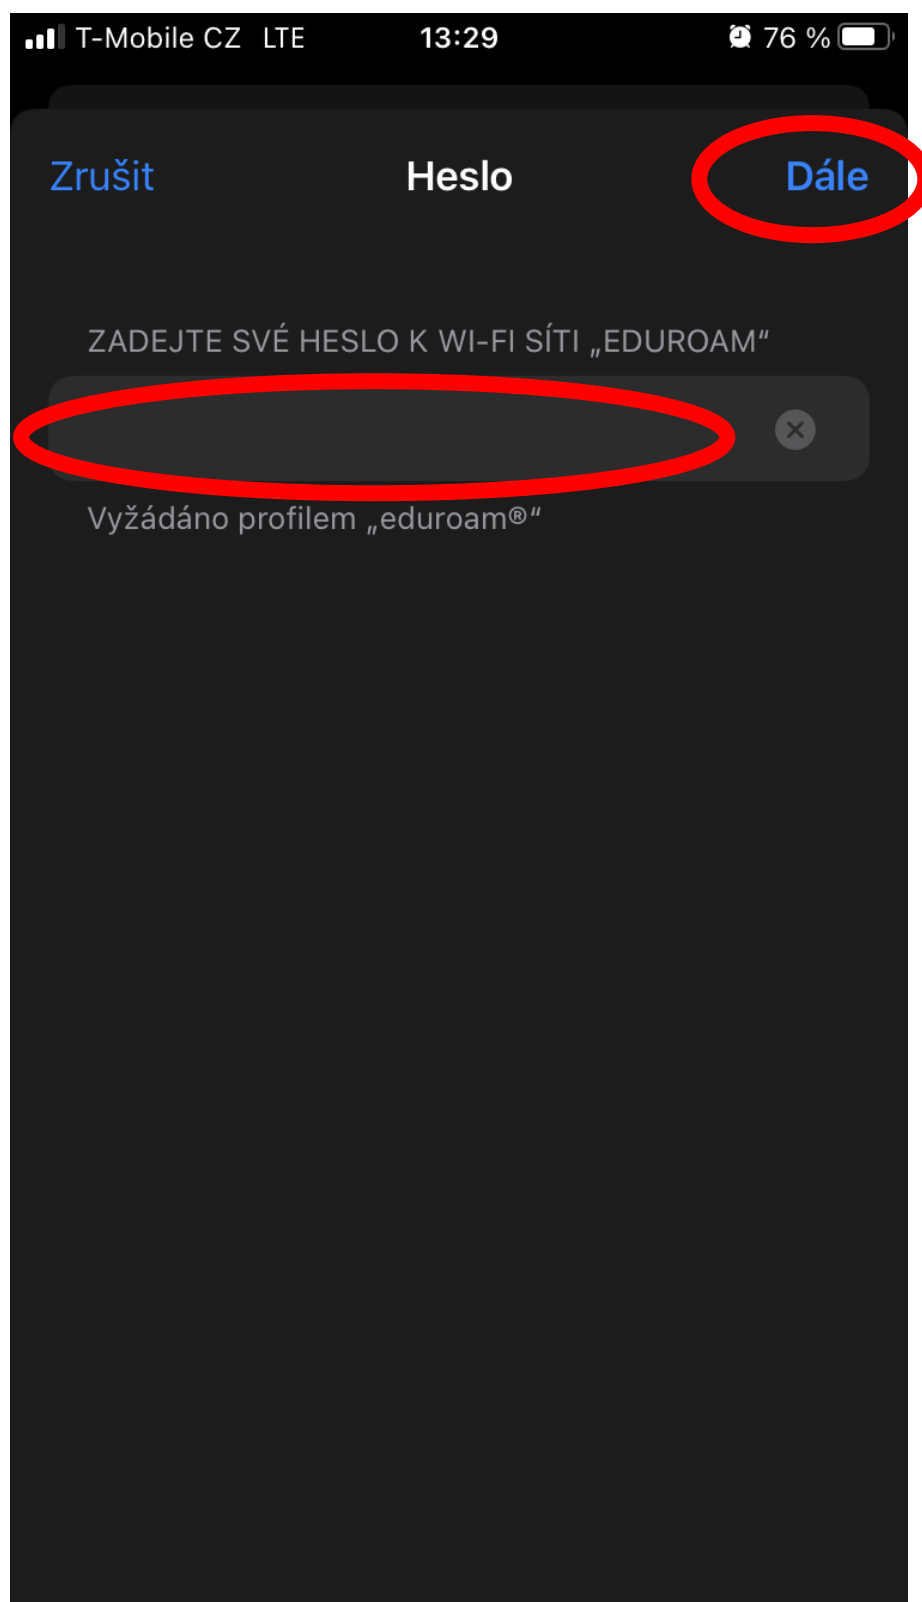 T-Mobile CZ LTE 13:29 76 %
Zrušit Heslo Dále
ZADEJTE SVÉ HESLO K WI-FI SÍTI „EDUROAM“
Vyžádáno profilem „eduroam®“